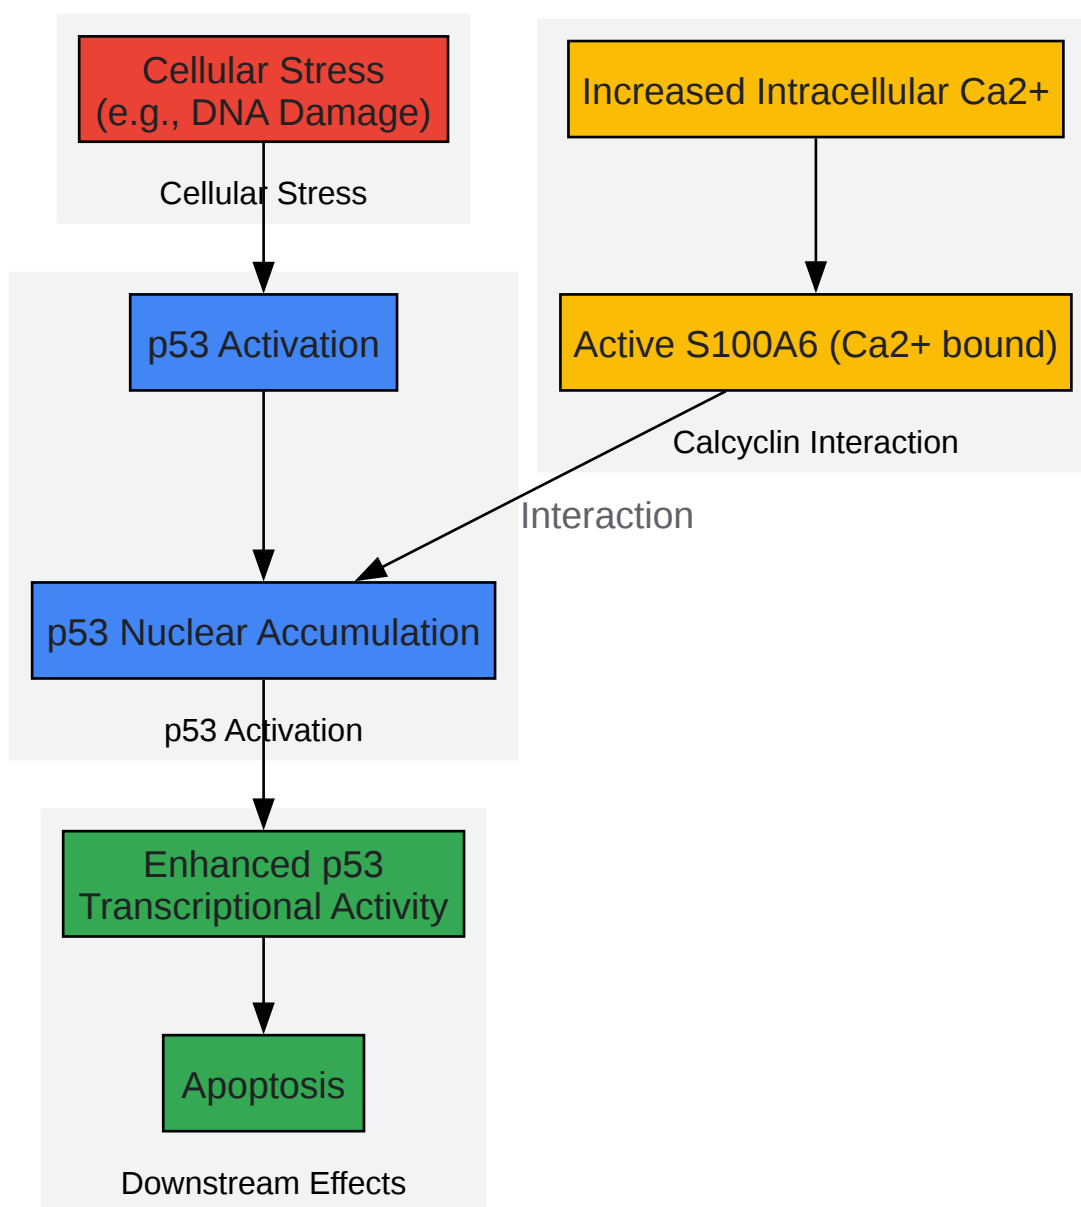 Cellular Stress
(e.g., DNA Damage)
Cellular Stress
Increased Intracellular Ca2+
Active S100A6 (Ca2+ bound)
Calcyclin Interaction
Interaction
p53 Activation
p53 Nuclear Accumulation
p53 Activation
Enhanced p53
Transcriptional Activity
Apoptosis
Downstream Effects